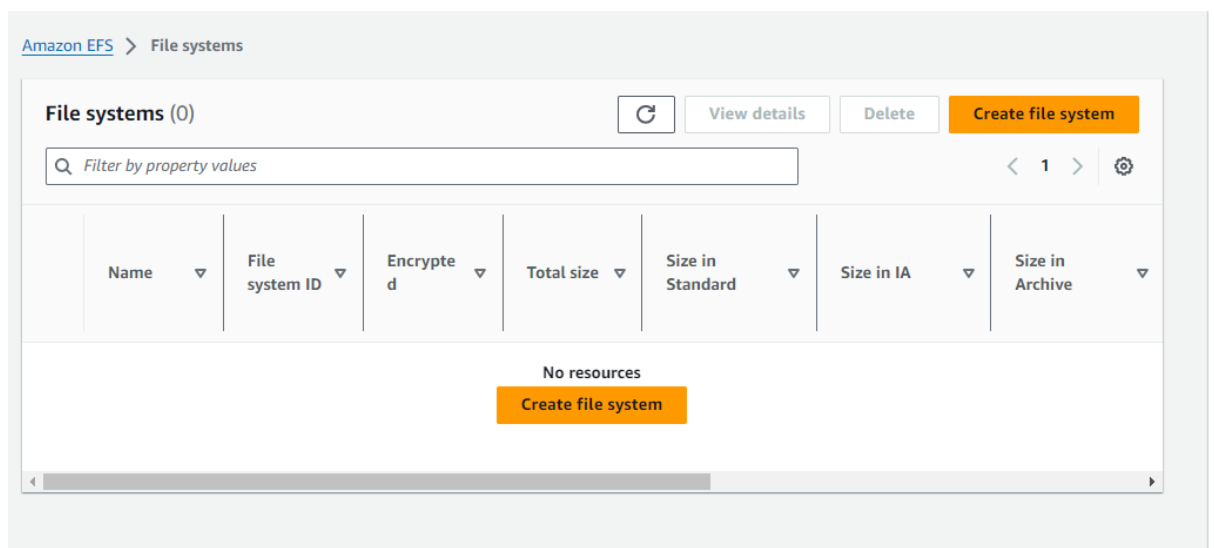 Amazon EFS > File systems
File systems (0)
View details
Delete
Create file system
Filter by property values
1
Name
File
system ID
Encrypte
d
Total size
Size in
Standard
Size in IA
Size in
Archive
No resources
Create file system